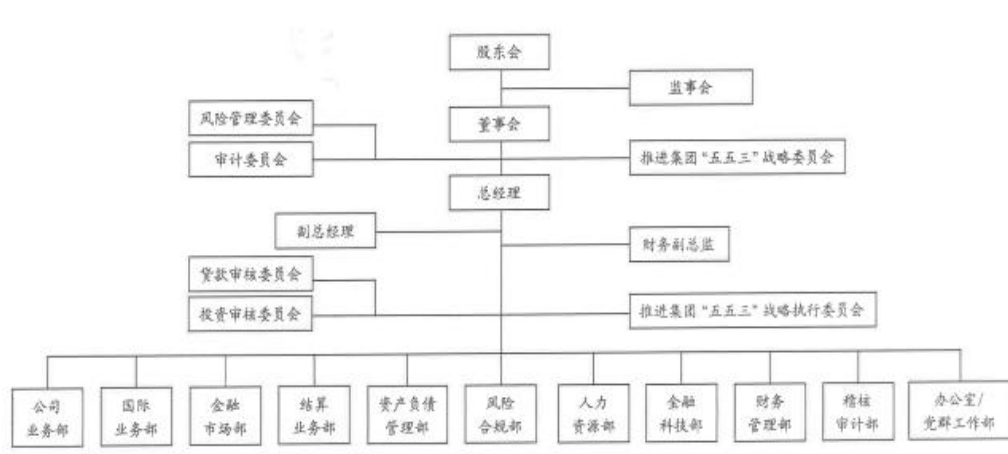 股东会
监事会
董事会
风险管理委员会
审计委员会
推进集团“五五三”战略委员会
总经理
副总经理
财务副总监
贷款审核委员会
投资审核委员会
推进集团“五五三”战略执行委员会
公司
业务部
国际
业务部
金融
市场部
结算
业务部
资产负债
管理部
风险
合规部
人力
资源部
金融
科技部
财务
管理部
稽核
审计部
办公室/
党群工作部